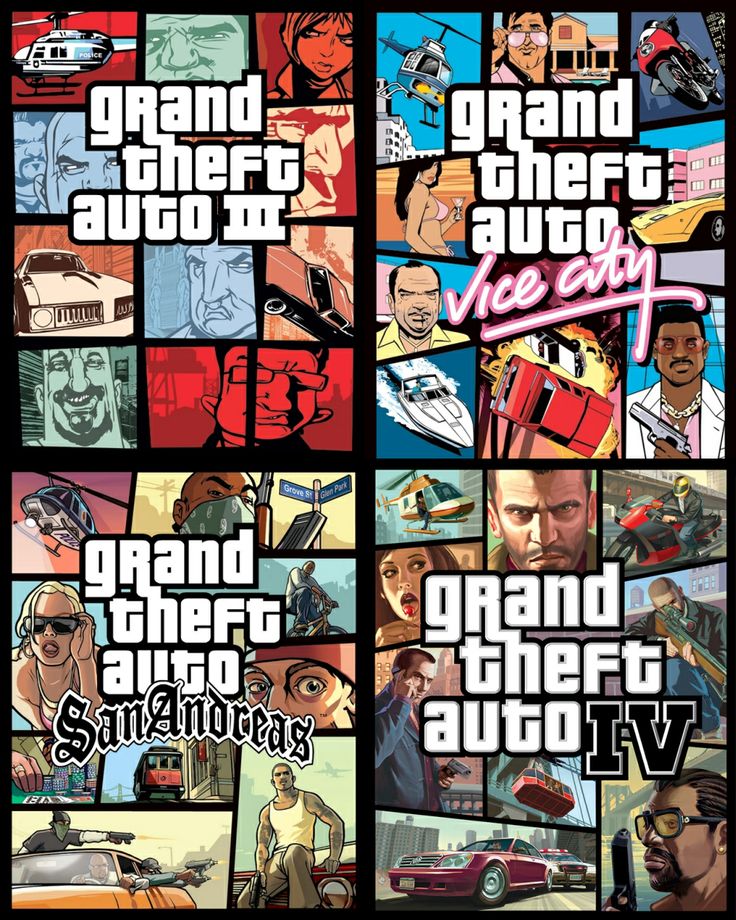 POLICE
grand
theft
auto III
grand
theft
auto
Vice City
Grove St
Glen Park
grand
theft
auto
San Andreas
grand
theft
auto IV